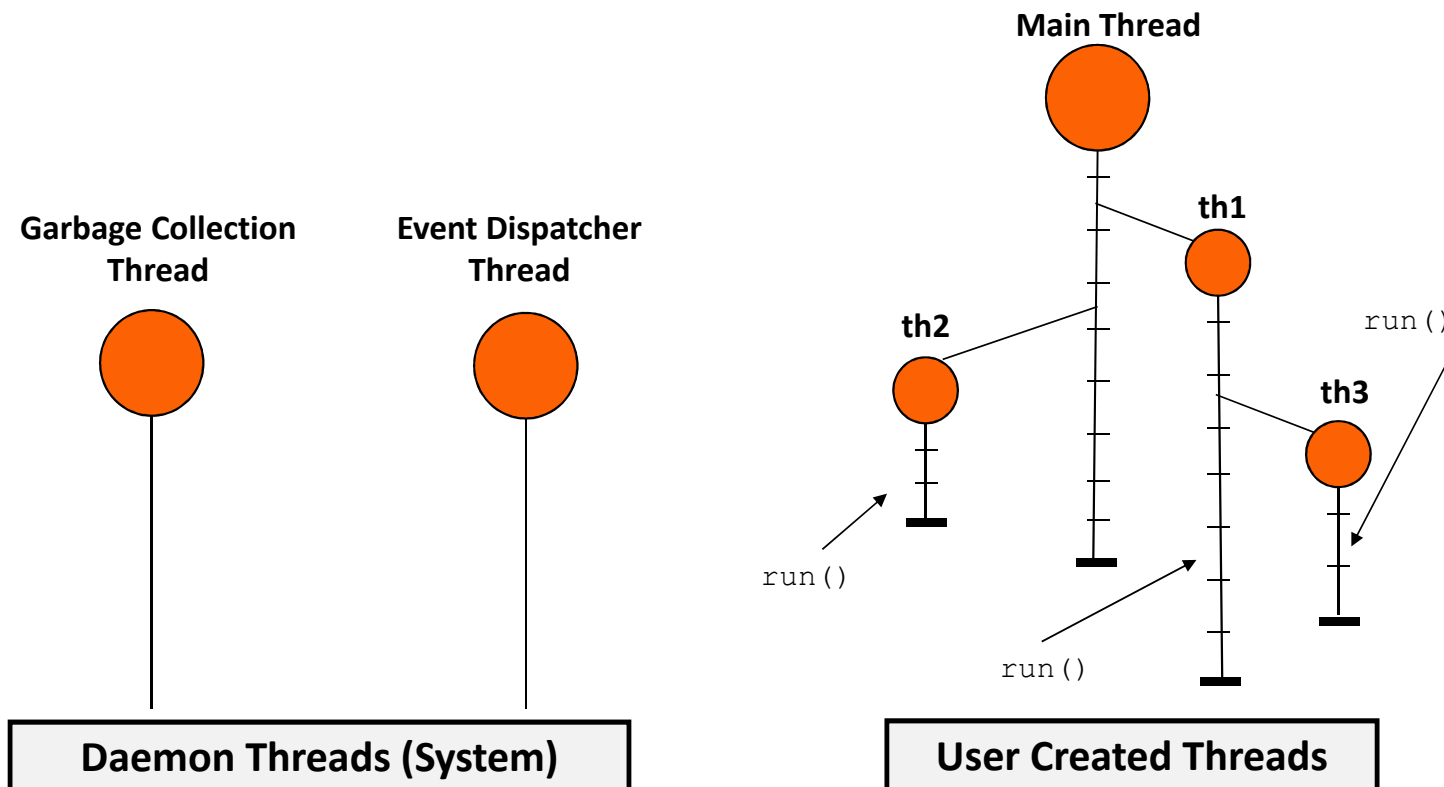 Main Thread
Garbage Collection
Thread
Event Dispatcher
Thread
th1
th2
run()
th3
run()
run()
Daemon Threads (System)
User Created Threads